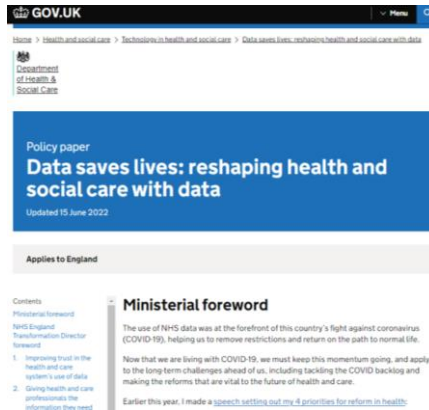 GOV.UK
Menu
Home > Health and social care > Technology in health and social care > Data saves lives: reshaping health and social care with data
Department
of Health &
Social Care
Policy paper
Data saves lives: reshaping health and
social care with data
Updated 15 June 2022
Applies to England
Contents
Ministerial foreword
NHS England
Transformation Director
foreword
1. Improving trust in the
health and care
system's use of data
2. Giving health and care
professionals the
information they need
Ministerial foreword
The use of NHS data was at the forefront of this country's fight against coronavirus
(COVID-19), helping us to remove restrictions and return on the path to normal life.
Now that we are living with COVID-19, we must keep this momentum going, and apply
to the long-term challenges ahead of us, including tackling the COVID backlog and
making the reforms that are vital to the future of health and care.
Earlier this year, I made a speech setting out my 4 priorities for reform in health: